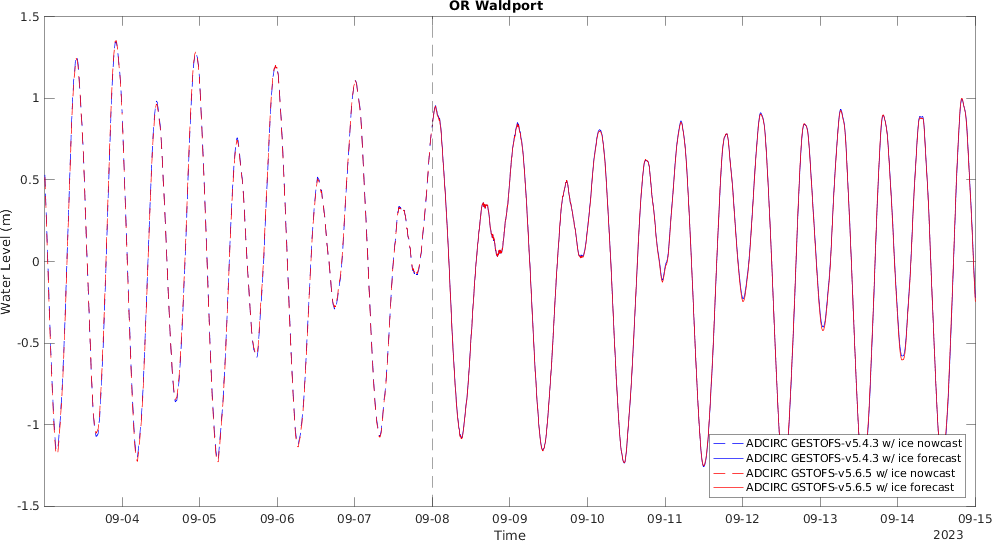 OR Waldport
1.5
1
0.5
0
-0.5
-1
-1.5
Water Level (m)
09-04
09-05
09-06
09-07
09-08
09-09
09-10
09-11
09-12
09-13
09-14
09-15
Time
2023
ADCIRC GESTOFS-v5.4.3 w/ ice nowcast
ADCIRC GESTOFS-v5.4.3 w/ ice forecast
ADCIRC GSTOFS-v5.6.5 w/ ice nowcast
ADCIRC GSTOFS-v5.6.5 w/ ice forecast